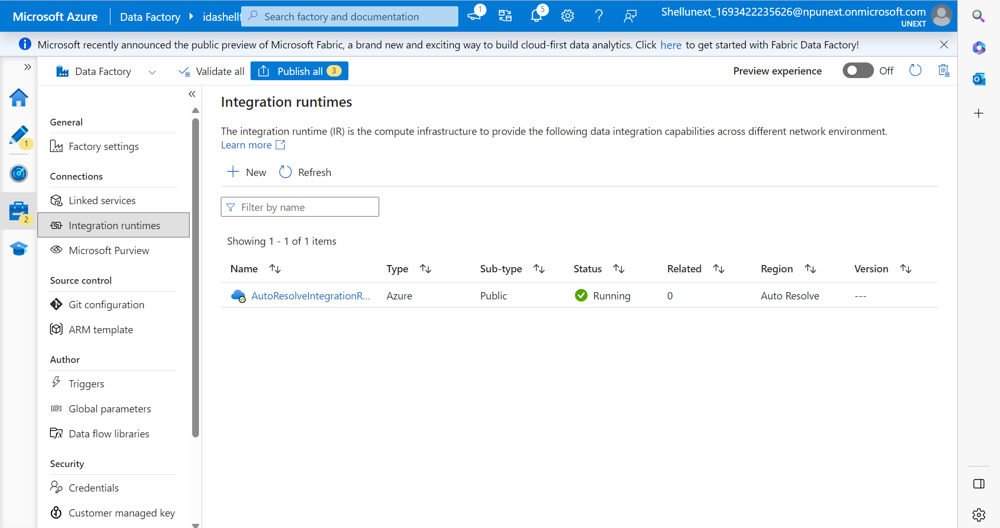 Microsoft Azure
Data Factory
idashellf
Search factory and documentation
1
5
Shellunext_1693422235626@npunext.onmicrosoft.com
UNEXT
Microsoft recently announced the public preview of Microsoft Fabric, a brand new and exciting way to build cloud-first data analytics. Click here to get started with Fabric Data Factory!
Data Factory
Validate all
Publish all 3
Preview experience
Off
1
2
General
Factory settings
Connections
Linked services
Integration runtimes
Microsoft Purview
Source control
Git configuration
ARM template
Author
Triggers
Global parameters
Data flow libraries
Security
Credentials
Customer managed key
Integration runtimes
The integration runtime (IR) is the compute infrastructure to provide the following data integration capabilities across different network environment.
Learn more
New
Refresh
Filter by name
Showing 1 - 1 of 1 items
Name Type Sub-type Status Related Region Version
AutoResolveIntegrationR... Azure Public Running 0 Auto Resolve ---